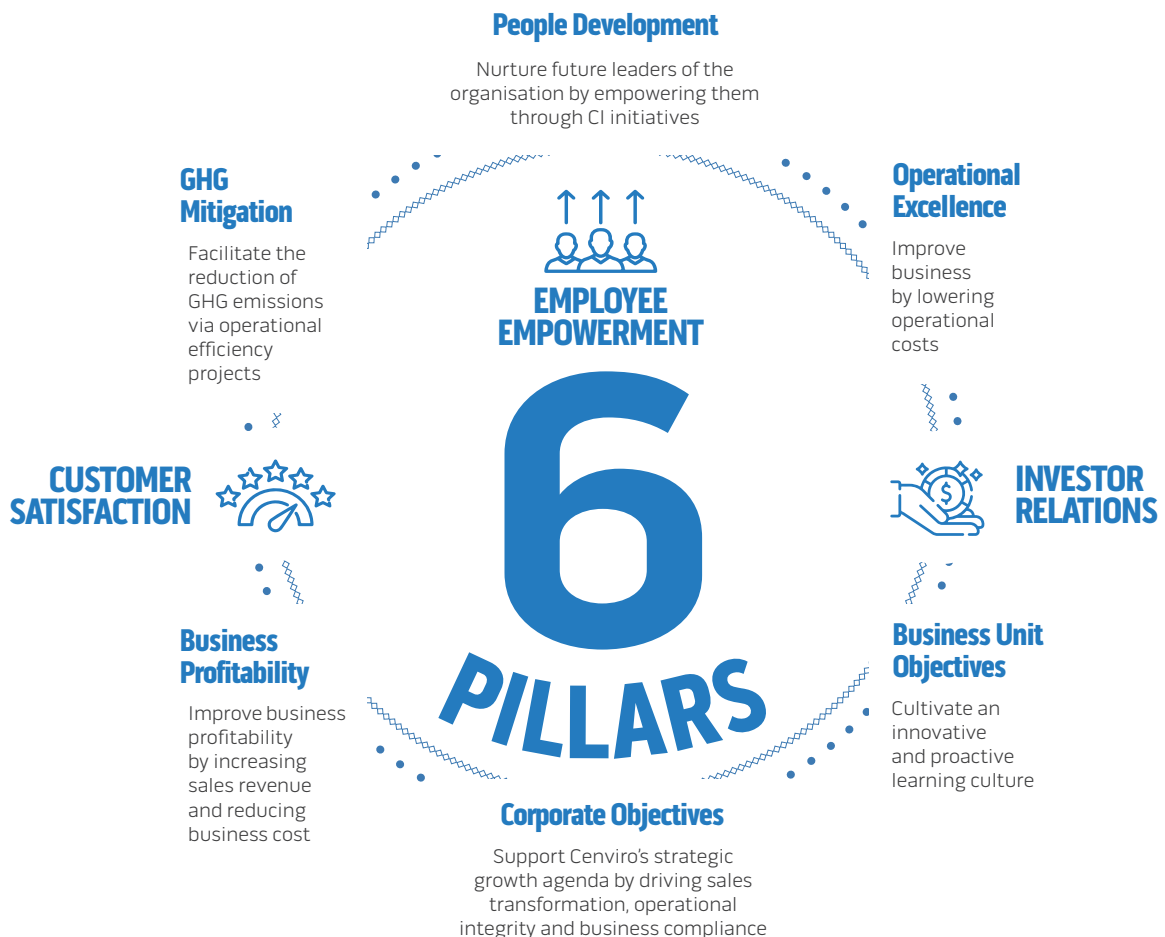 People Development
Nurture future leaders of the
organisation by empowering them
through CI initiatives
GHG
Mitigation
Facilitate the
reduction of
GHG emissions
via operational
efficiency
projects
Operational
Excellence
Improve
business
by lowering
operational
costs
EMPLOYEE
EMPOWERMENT
CUSTOMER
SATISFACTION
$
INVESTOR
RELATIONS
6
PILLARS
Business
Profitability
Improve business
profitability
by increasing
sales revenue
and reducing
business cost
Business Unit
Objectives
Cultivate an
innovative
and proactive
learning culture
Corporate Objectives
Support Cenviro’s strategic
growth agenda by driving sales
transformation, operational
integrity and business compliance